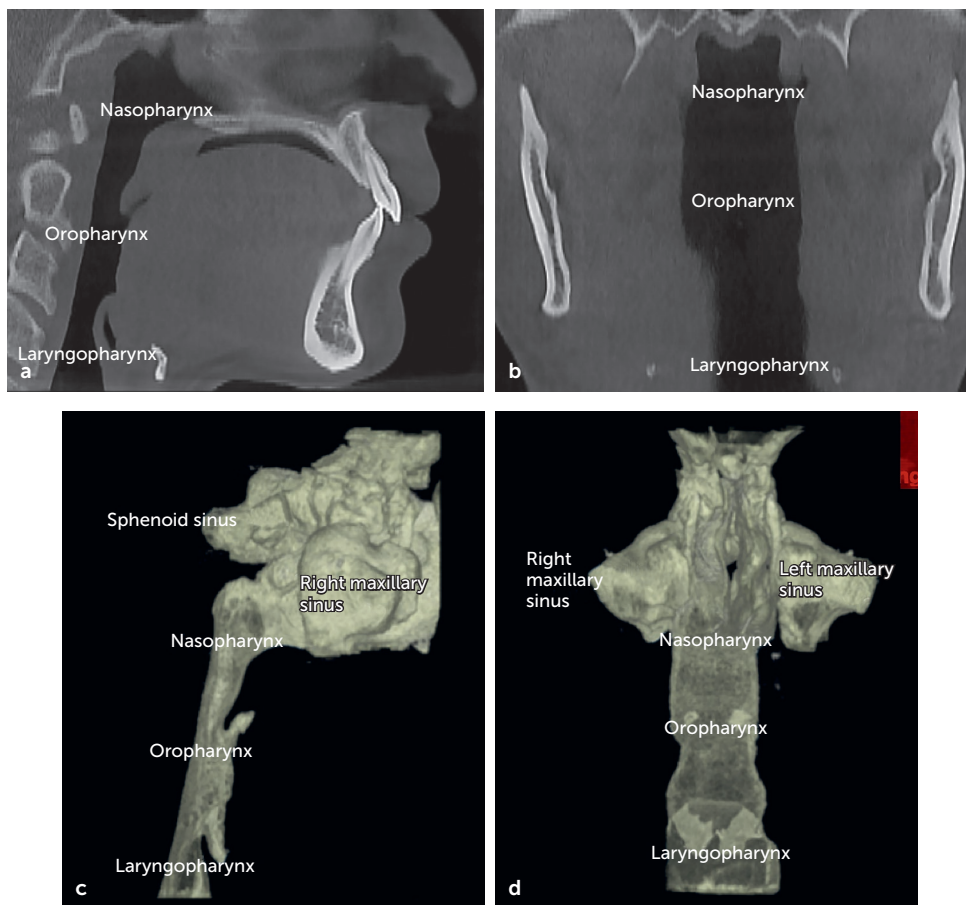 Nasopharynx
Oropharynx
Laryngopharynx
a
Nasopharynx
Oropharynx
Laryngopharynx
b
Sphenoid sinus
Right maxillary
sinus
Nasopharynx
Oropharynx
Laryngopharynx
c
Right
maxillary
sinus
Left maxillary
sinus
Nasopharynx
Oropharynx
Laryngopharynx
d